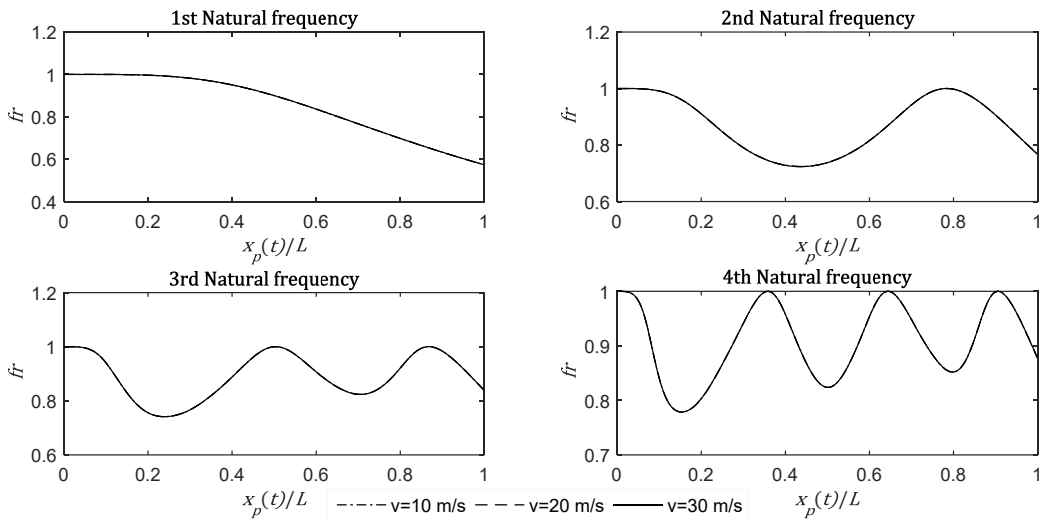 1st Natural frequency
1.2
1
0.8
0.6
0.4
fr
0 0.2 0.4 0.6 0.8 1
x_p(t)/L
2nd Natural frequency
1.2
1
0.8
0.6
fr
0 0.2 0.4 0.6 0.8 1
x_p(t)/L
3rd Natural frequency
1.2
1
0.8
0.6
fr
0 0.2 0.4 0.6 0.8 1
x_p(t)/L
4th Natural frequency
1
0.9
0.8
0.7
fr
0 0.2 0.4 0.6 0.8 1
x_p(t)/L
v=10 m/s v=20 m/s v=30 m/s